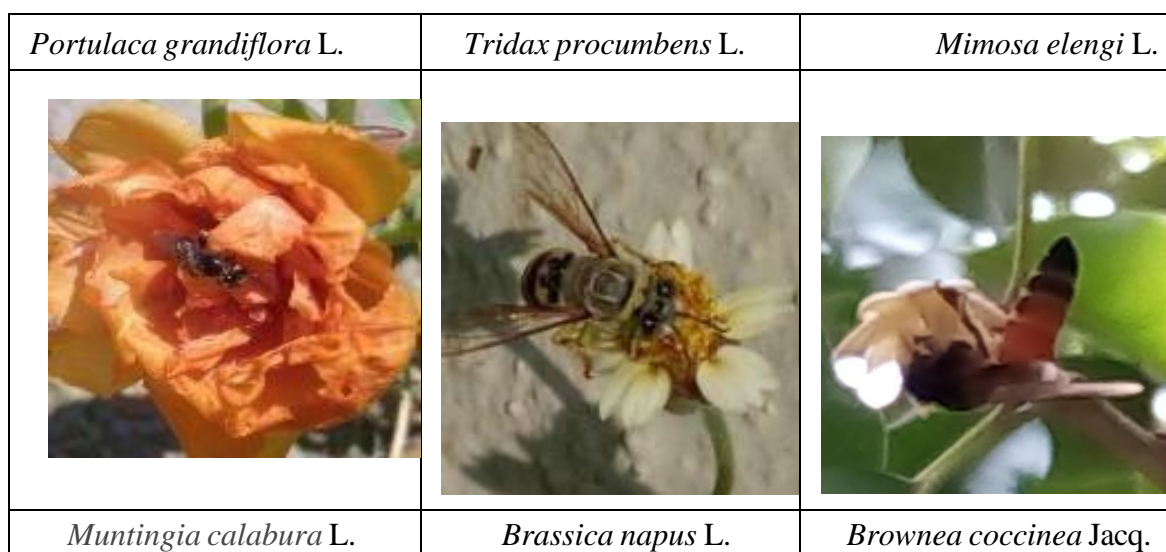 Portulaca grandiflora L.
Tridax procumbens L.
Mimosa elengi L.
Muntingia calabura L.
Brassica napus L.
Brownea coccinea Jacq.